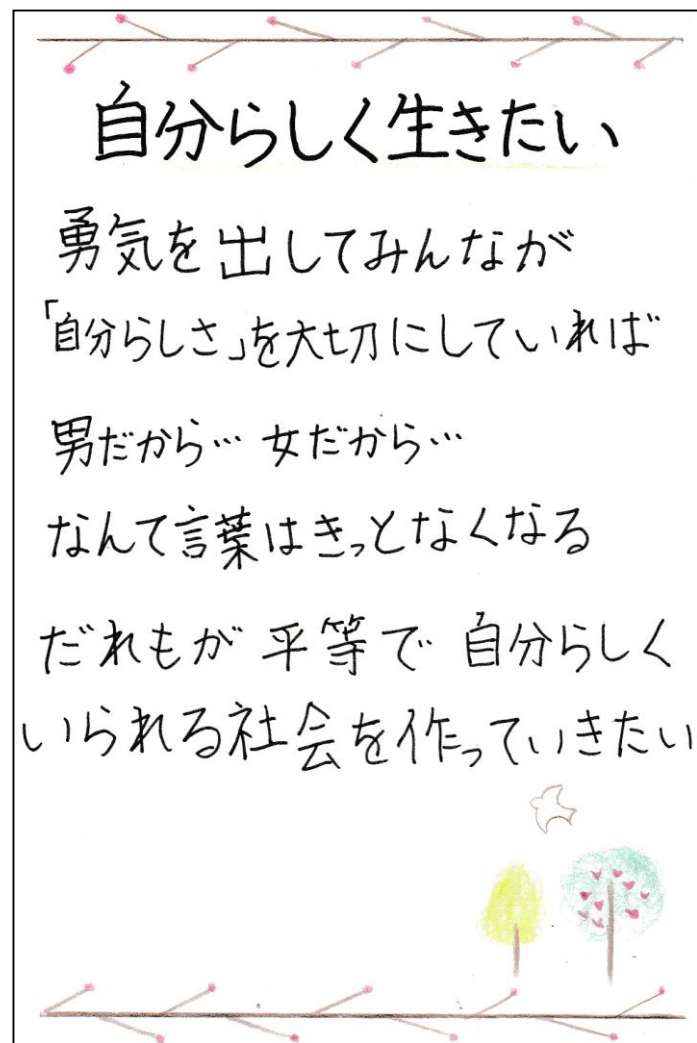 自分らしく生きたい
勇気を出してみんなが
「自分らしさ」を大切にしていれば
男だから… 女だから…
なんて言葉はきっとなくなる
だれもが 平等で 自分らしく
いられる社会を作っていきたい